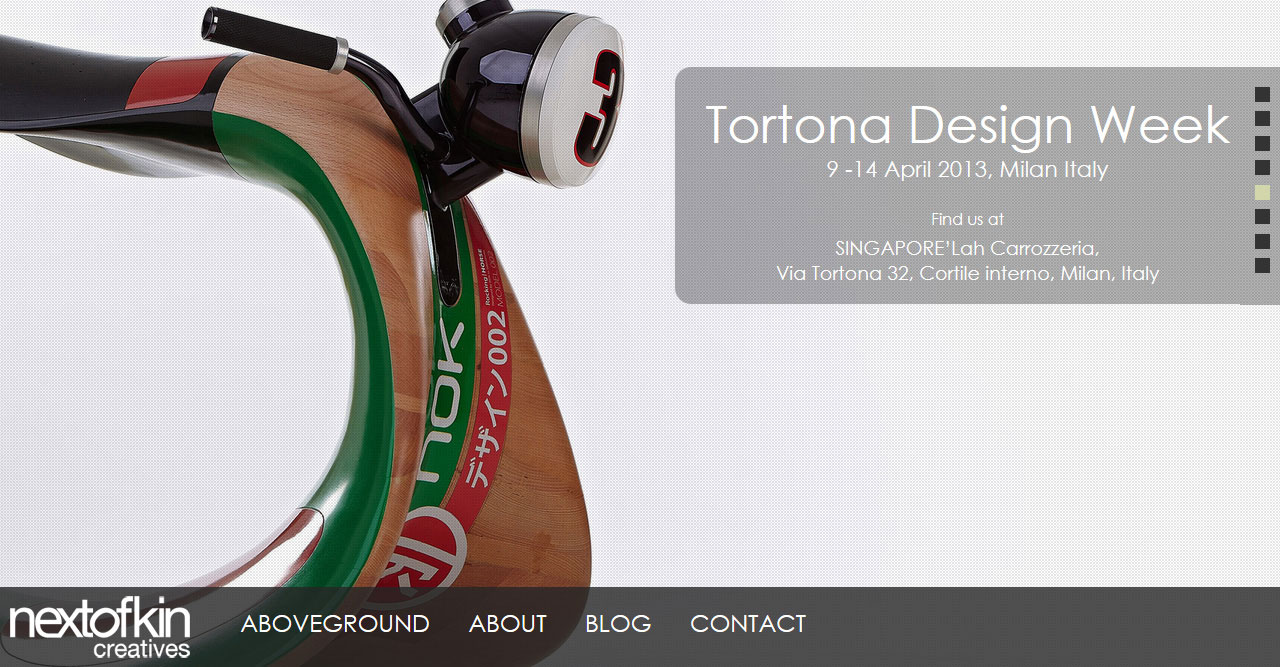 Tortona Design Week
9 -14 April 2013, Milan Italy
Find us at
SINGAPORE'Lah Carrozzeria,
Via Tortona 32, Cortile interno, Milan, Italy
3
Rocking HORSE
MODEL 002
nok
デザイン002
nextofkin
creatives
ABOVEGROUND
ABOUT
BLOG
CONTACT